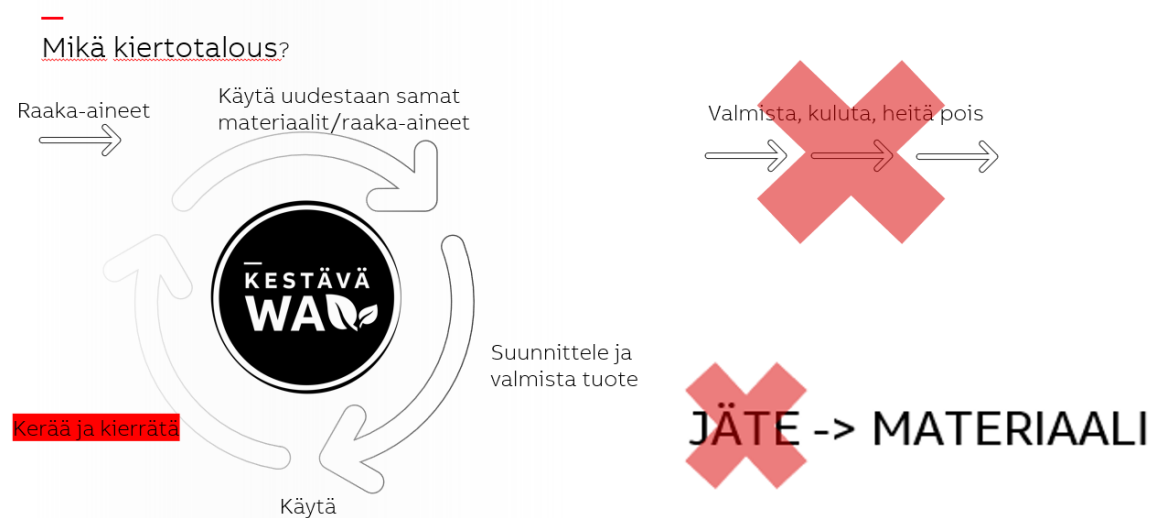 Mikä kiertotalous?
Raaka-aineet
Käytä uudestaan samat
materiaalit/raaka-aineet
KESTÄVÄ
WA
Suunnittele ja
valmista tuote
Käytä
Kerää ja kierrätä
Valmista, kuluta, heitä pois
JÄTE -> MATERIAALI